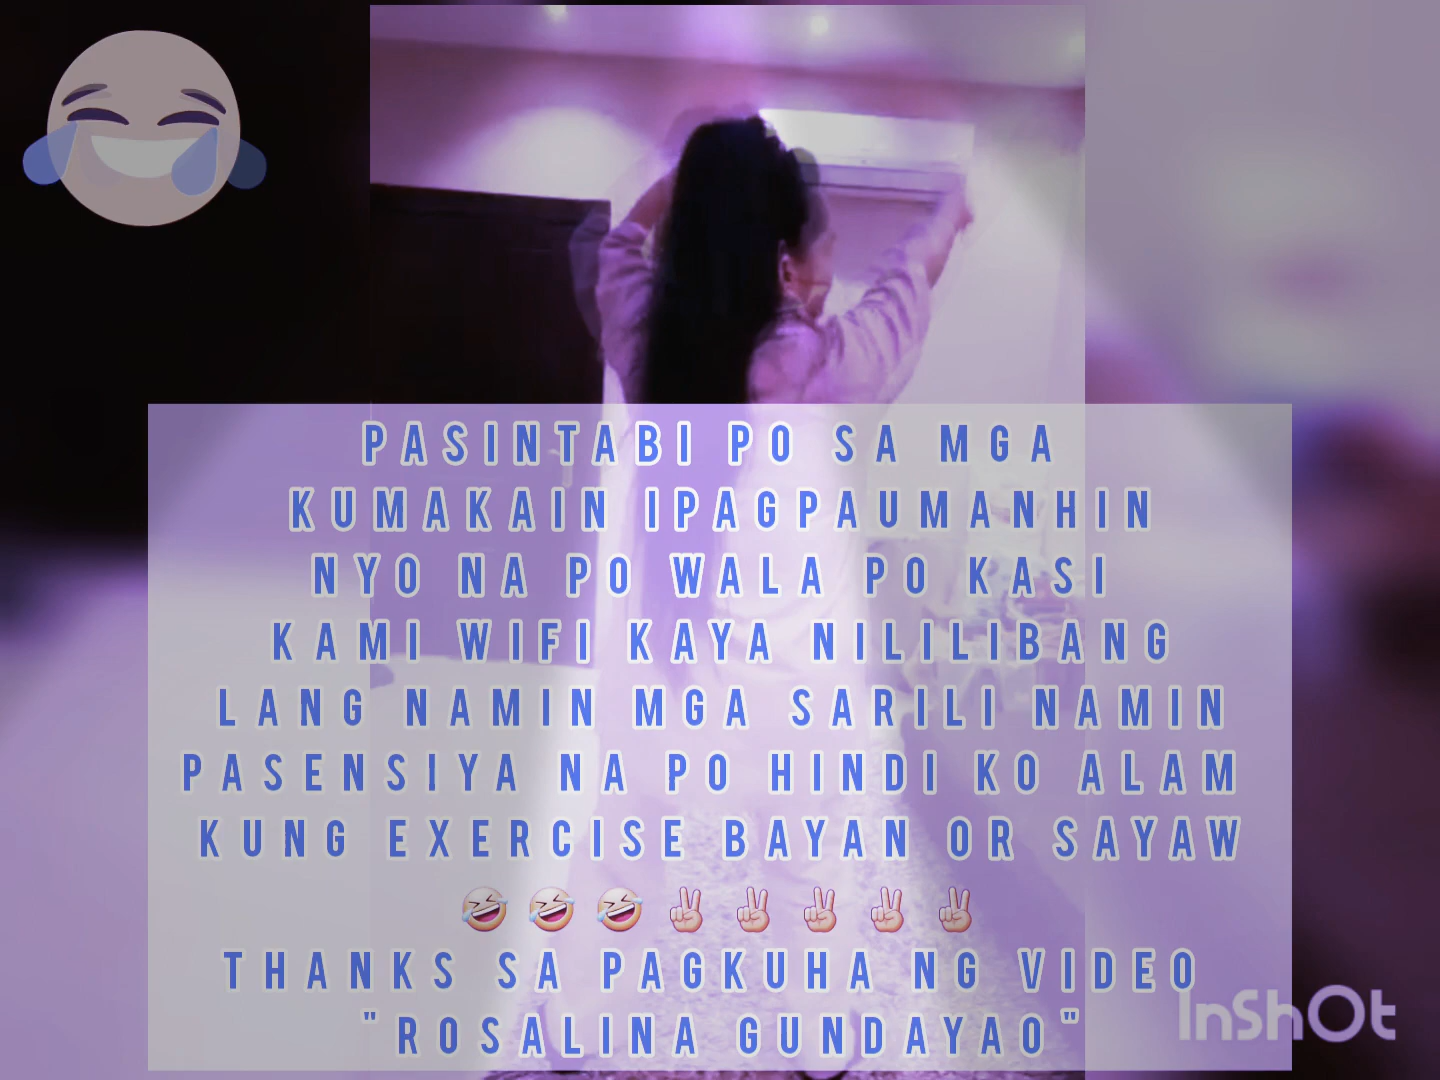 PASINTABI PO SA MGA
KUMAKAIN IPAGPAUMANHIN
NYO NA PO WALA PO KASI
KAMI WIFI KAYA NILILIBANG
LANG NAMIN MGA SARILI NAMIN
PASENSIYA NA PO HINDI KO ALAM
KUNG EXERCISE BAYAN OR SAYAW
🤣🤣🤣✌✌✌✌✌
THANKS SA PAGKUHA NG VIDEO
"ROSALINA GUNDAYAO"
InShOt